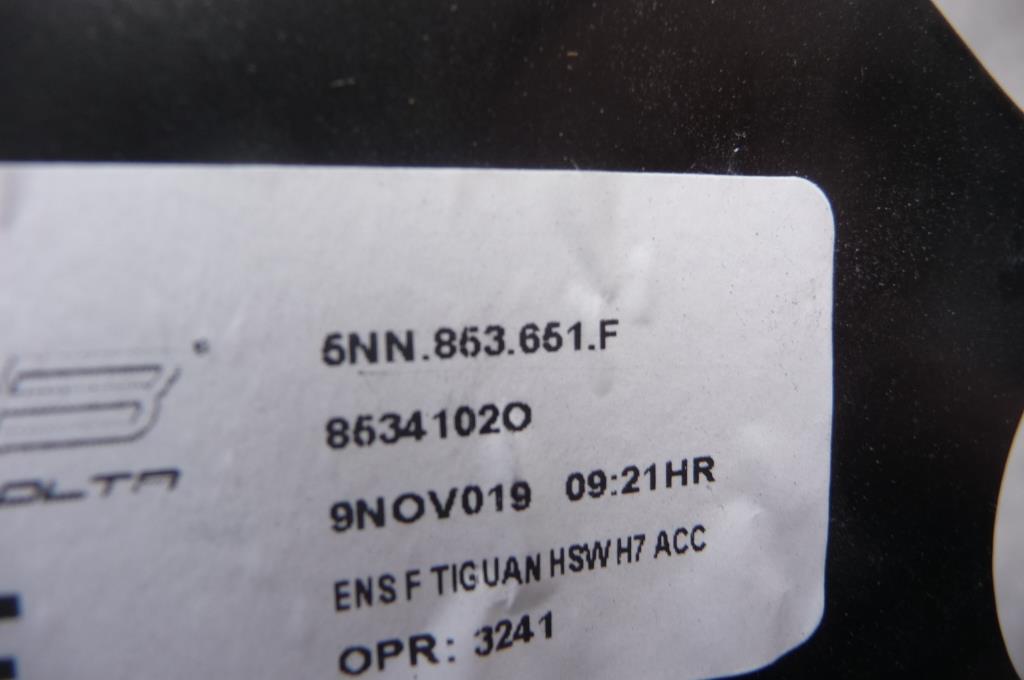 5NN.853.651.F
8534102O
9NOV019 09:21HR
ENS F TIGUAN HSW H7 ACC
OPR: 3241